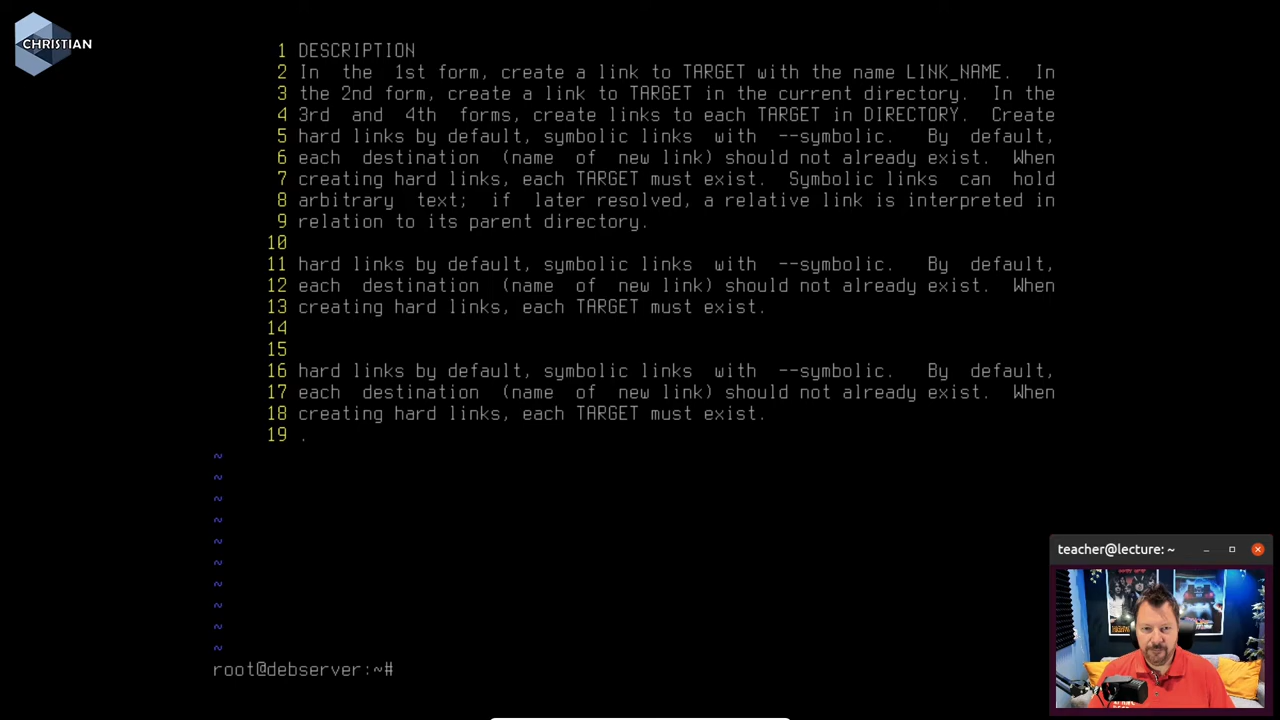 CHRISTIAN
1 DESCRIPTION
2 In the 1st form, create a link to TARGET with the name LINK_NAME. In
3 the 2nd form, create a link to TARGET in the current directory. In the
4 3rd and 4th forms, create links to each TARGET in DIRECTORY. Create
5 hard links by default, symbolic links with --symbolic. By default,
6 each destination (name of new link) should not already exist. When
7 creating hard links, each TARGET must exist. Symbolic links can hold
8 arbitrary text; if later resolved, a relative link is interpreted in
9 relation to its parent directory.
10
11 hard links by default, symbolic links with --symbolic. By default,
12 each destination (name of new link) should not already exist. When
13 creating hard links, each TARGET must exist.
14
15
16 hard links by default, symbolic links with --symbolic. By default,
17 each destination (name of new link) should not already exist. When
18 creating hard links, each TARGET must exist.
19 .
~
~
~
~
~
~
~
~
~
~
root@debserver:~#
teacher@lecture: ~